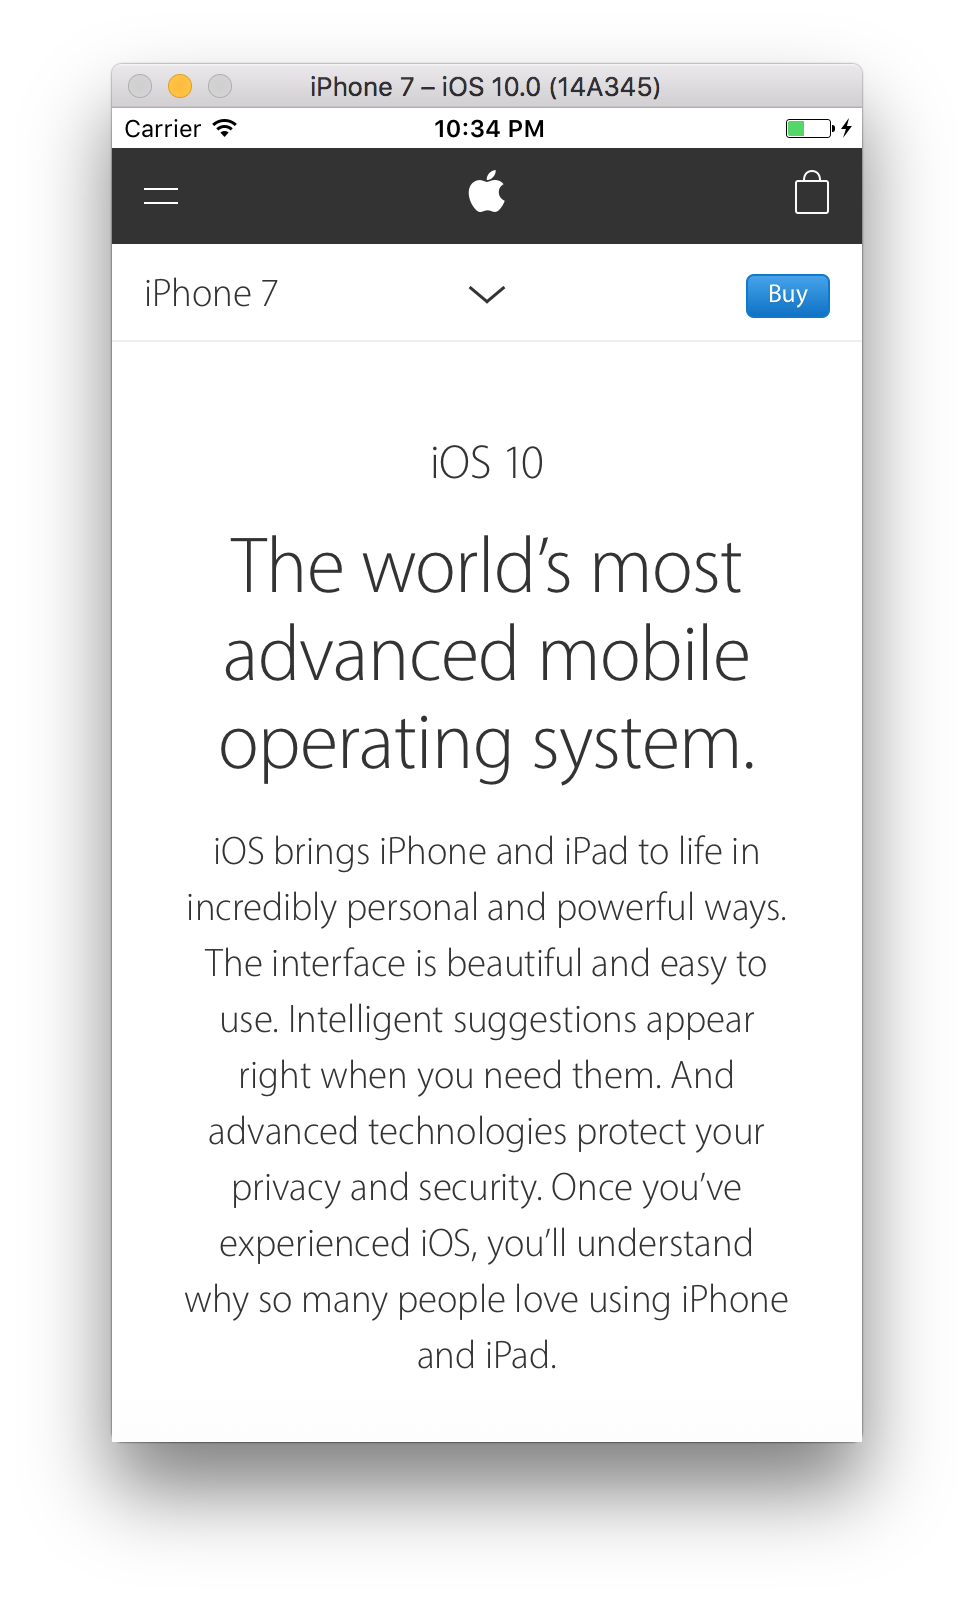 iPhone 7 – iOS 10.0 (14A345)
Carrier 10:34 PM
iPhone 7 Buy
iOS 10
The world’s most
advanced mobile
operating system.
iOS brings iPhone and iPad to life in
incredibly personal and powerful ways.
The interface is beautiful and easy to
use. Intelligent suggestions appear
right when you need them. And
advanced technologies protect your
privacy and security. Once you’ve
experienced iOS, you’ll understand
why so many people love using iPhone
and iPad.